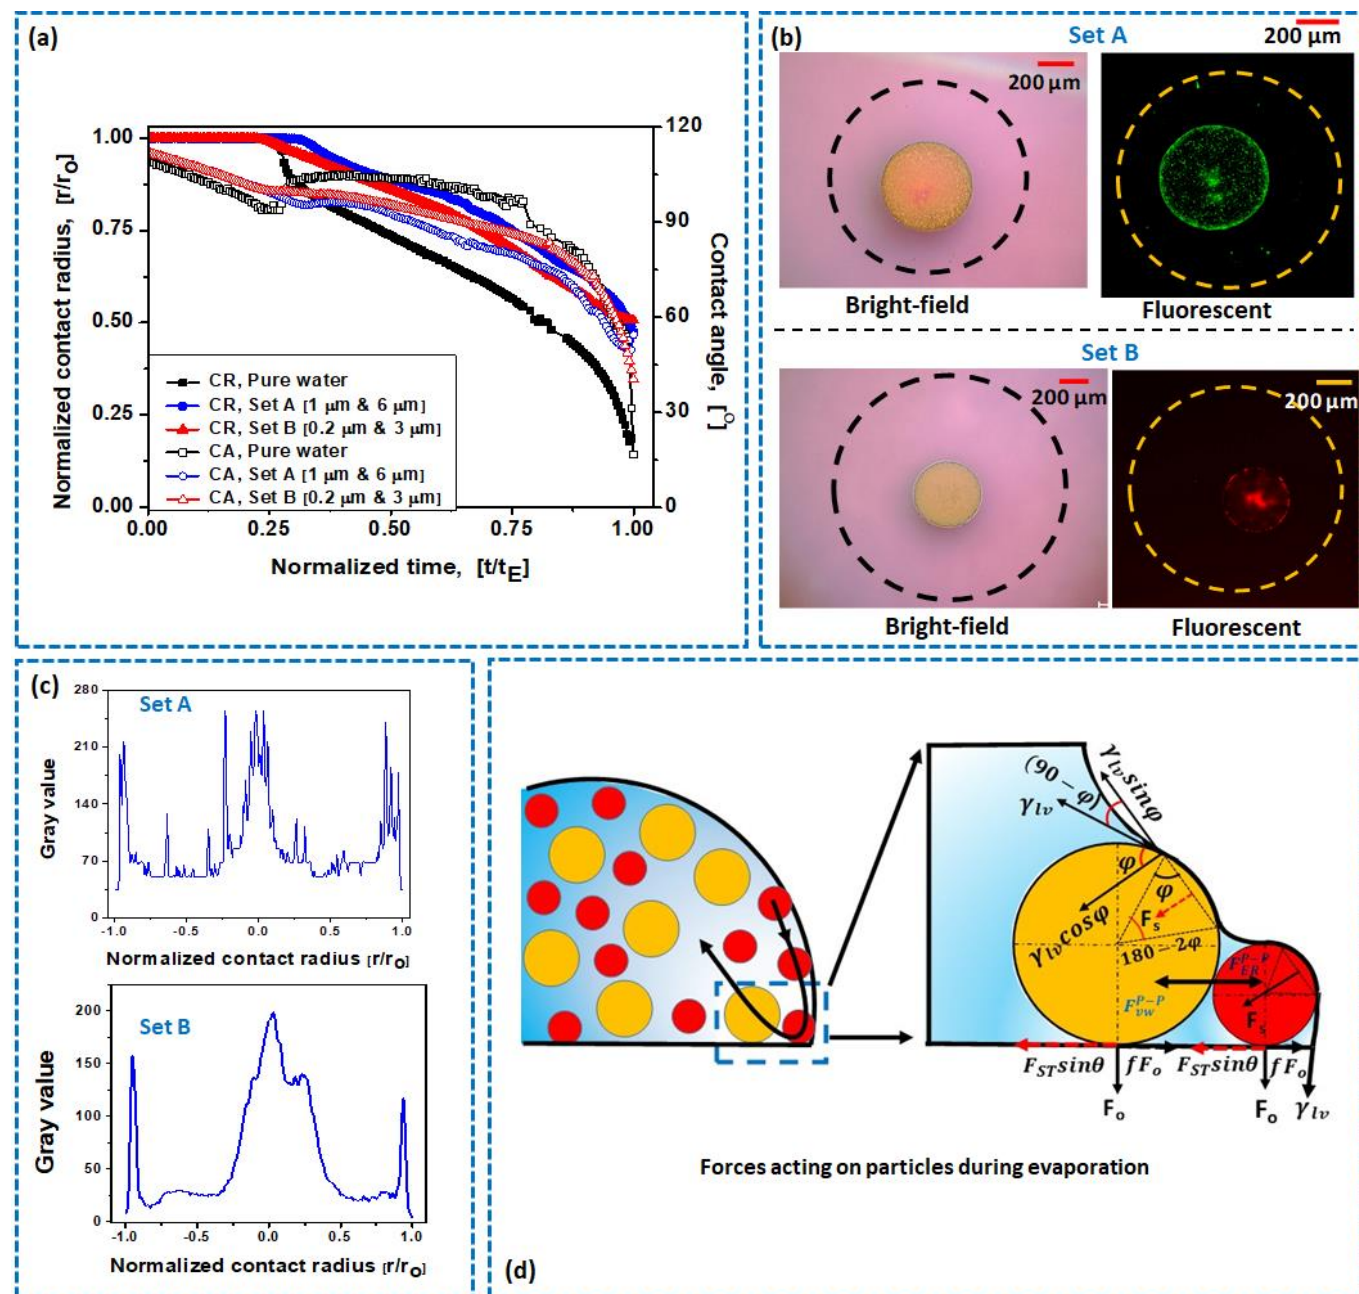 (a)
1.00
0.75
0.50
0.25
0.00
Normalized contact radius, [r/r₀]
120
90
60
30
0
Contact angle, [°]
CR, Pure water
CR, Set A [1 μm & 6 μm]
CR, Set B [0.2 μm & 3 μm]
CA, Pure water
CA, Set A [1 μm & 6 μm]
CA, Set B [0.2 μm & 3 μm]
0.00 0.25 0.50 0.75 1.00
Normalized time, [t/t_E]
(b)
Set A
200 μm
200 μm
Bright-field
Fluorescent
Set B
200 μm
200 μm
Bright-field
Fluorescent
(c)
Set A
280
210
140
70
0
Gray value
-1.0 -0.5 0.0 0.5 1.0
Normalized contact radius [r/r₀]
Set B
200
150
100
50
0
Gray value
-1.0 -0.5 0.0 0.5 1.0
Normalized contact radius [r/r₀]
γ_lv sinφ
(90 − φ)
γ_lv
φ
φ
γ_lv cosφ
F_s
180 − 2φ
F_ER^P−P
F_vw^P−P
F_s
F_ST sinθ fF_o F_ST sinθ fF_o
F_o F_o γ_lv
Forces acting on particles during evaporation
(d)